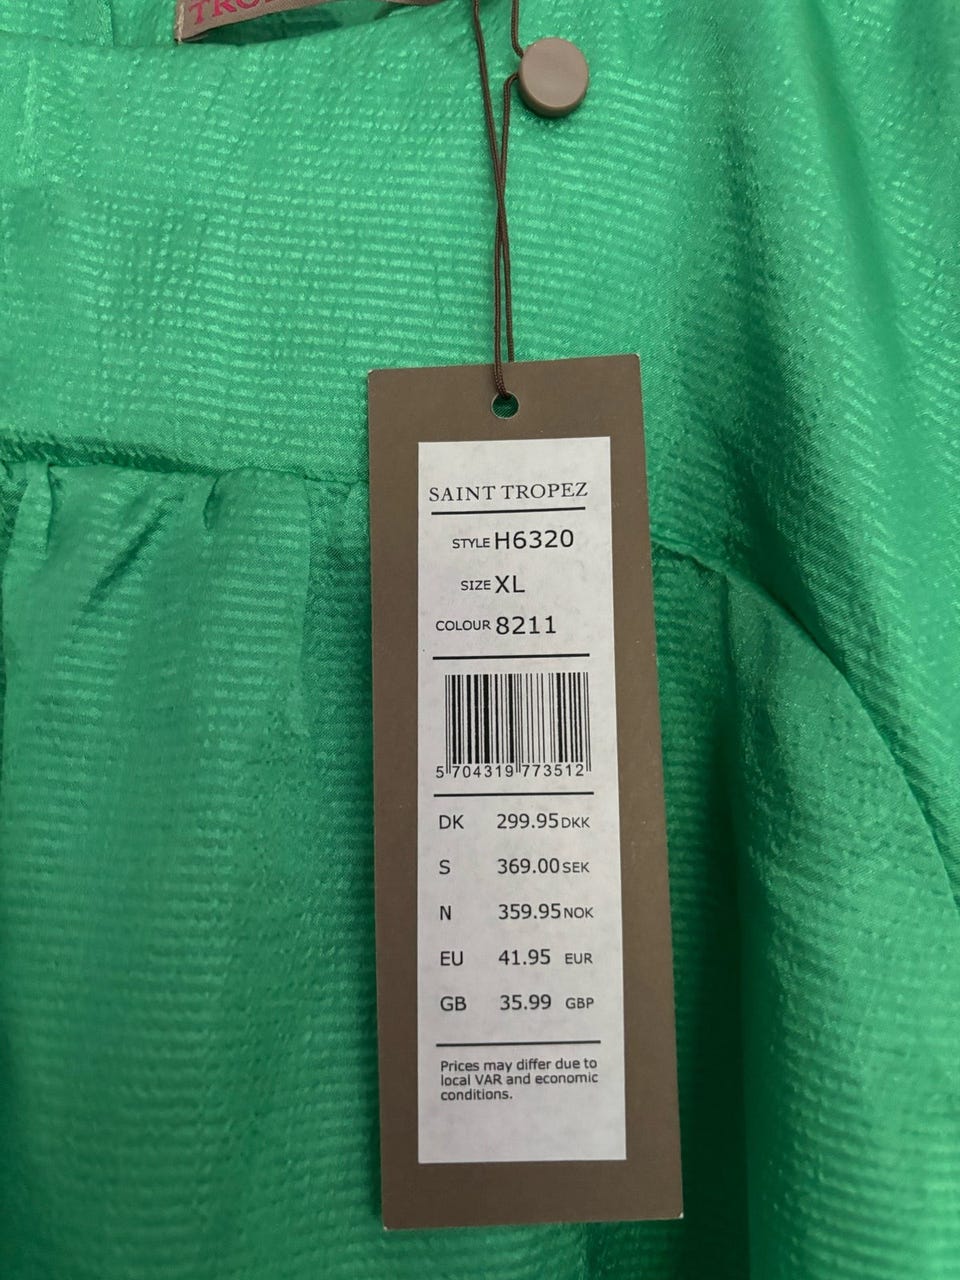 SAINT TROPEZ
STYLE H6320
SIZE XL
COLOUR 8211
5 704319 773512
DK 299.95 DKK
S 369.00 SEK
N 359.95 NOK
EU 41.95 EUR
GB 35.99 GBP
Prices may differ due to
local VAR and economic
conditions.